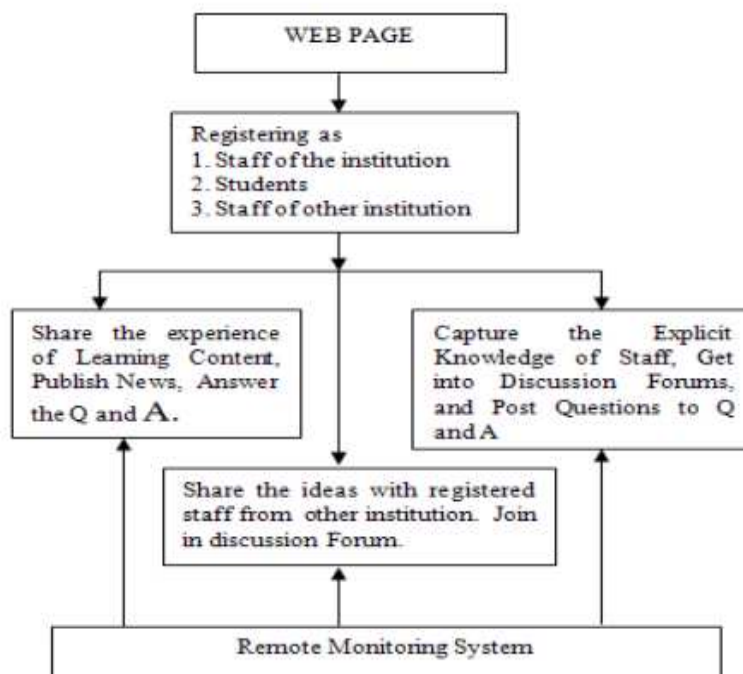 WEB PAGE
Registering as
1. Staff of the institution
2. Students
3. Staff of other institution
Share the experience
of Learning Content,
Publish News, Answer
the Q and A.
Capture the Explicit
Knowledge of Staff, Get
into Discussion Forums,
and Post Questions to Q
and A
Share the ideas with registered
staff from other institution. Join
in discussion Forum.
Remote Monitoring System